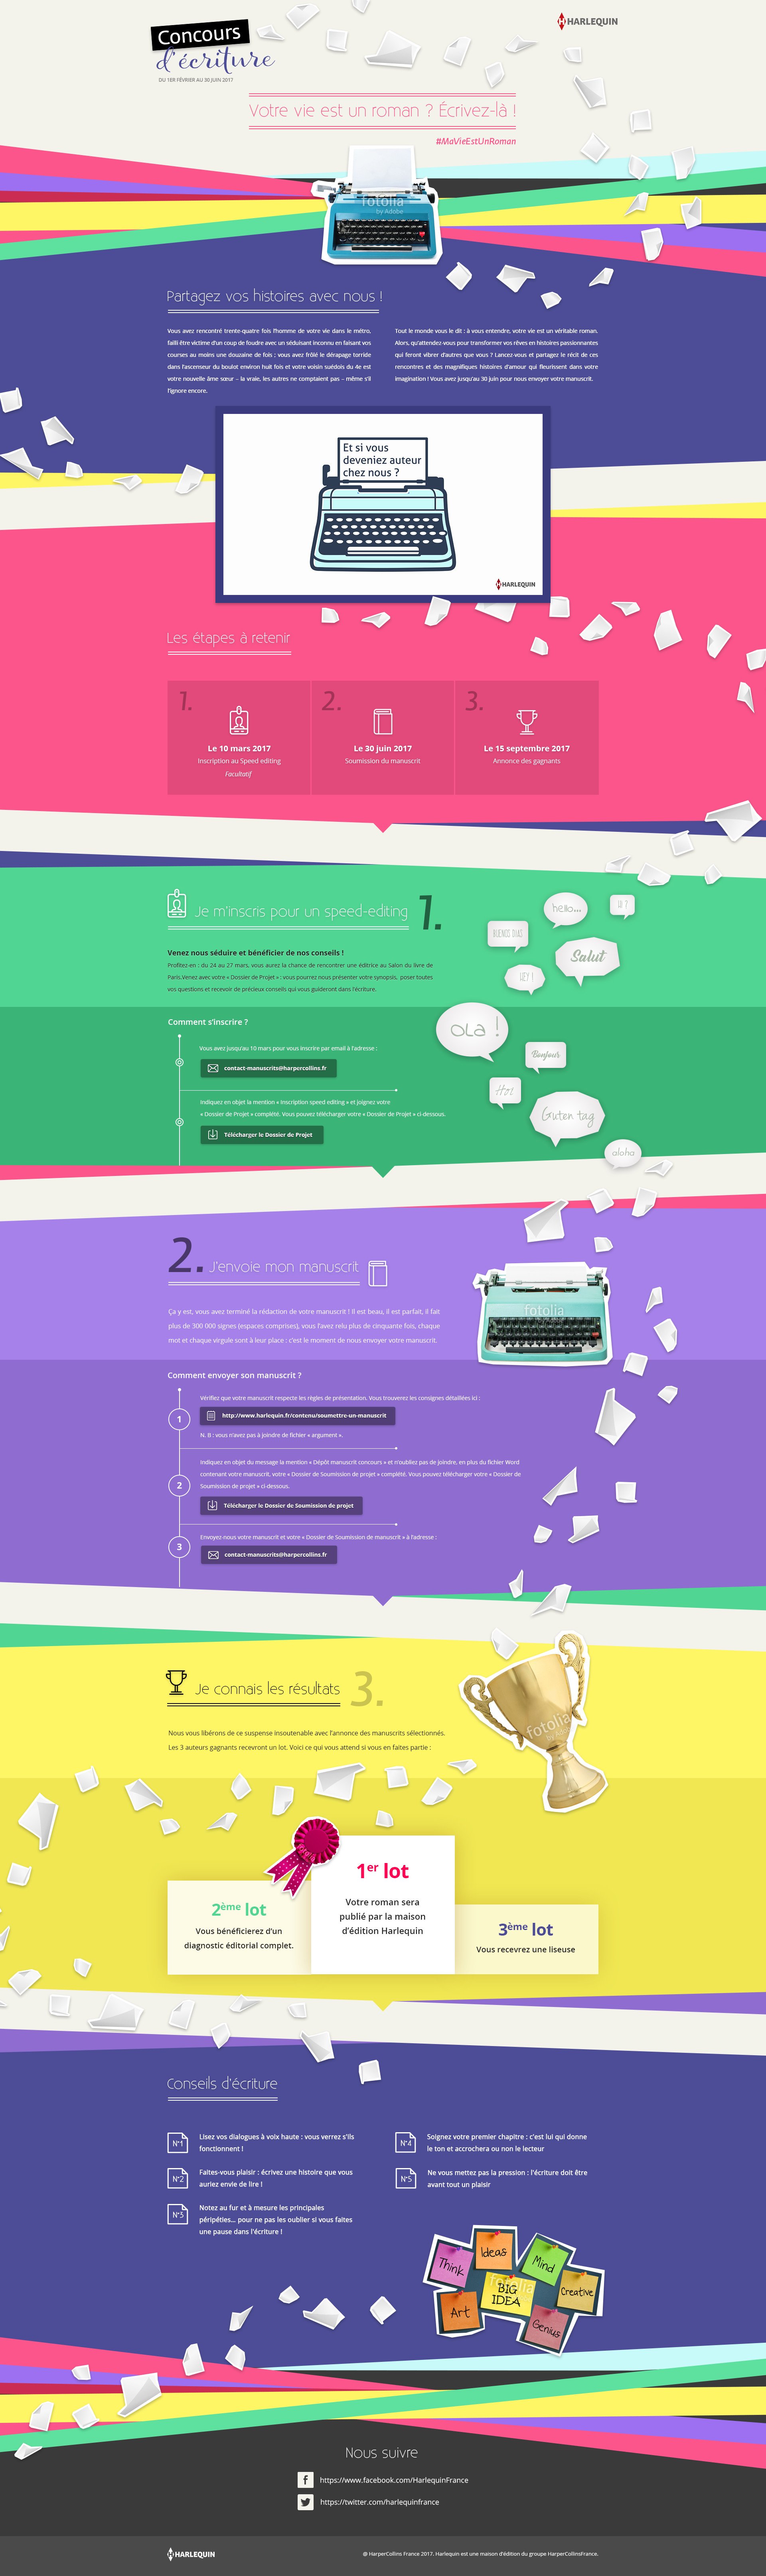 Concours
d'écriture
DU 1ER FÉVRIER AU 30 JUIN 2017
HARLEQUIN
Votre vie est un roman ? Écrivez-là !
#MaVieEstUnRoman
fotolia
by Adobe
Partagez vos histoires avec nous !
Vous avez rencontré trente-quatre fois l'homme de votre vie dans le métro,
failli être victime d'un coup de foudre avec un séduisant inconnu en faisant vos
courses au moins une douzaine de fois ; vous avez frôlé le dérapage torride
dans l'ascenseur du boulot environ huit fois et votre voisin suédois du 4e est
votre nouvelle âme sœur – la vraie, les autres ne comptaient pas – même s'il
l'ignore encore.
Tout le monde vous le dit : à vous entendre, votre vie est un véritable roman.
Alors, qu'attendez-vous pour transformer vos rêves en histoires passionnantes
qui feront vibrer d'autres que vous ? Lancez-vous et partagez le récit de ces
rencontres et des magnifiques histoires d'amour qui fleurissent dans votre
imagination ! Vous avez jusqu'au 30 juin pour nous envoyer votre manuscrit.
Et si vous
deveniez auteur
chez nous ?
HARLEQUIN
Les étapes à retenir
1.
Le 10 mars 2017
Inscription au Speed editing
Facultatif
2.
Le 30 juin 2017
Soumission du manuscrit
3.
Le 15 septembre 2017
Annonce des gagnants
Je m'inscris pour un speed-editing 1.
hello...
BUENOS DIAS
Salut
HEY !
Venez nous séduire et bénéficier de nos conseils !
Profitez-en : du 24 au 27 mars, vous aurez la chance de rencontrer une éditrice au Salon du livre de
Paris.Venez avec votre « Dossier de Projet » : vous pourrez nous présenter votre synopsis, poser toutes
vos questions et recevoir de précieux conseils qui vous guideront dans l'écriture.
Comment s'inscrire ?
OLA !
Bonjour
Guten tag
aloha
Vous avez jusqu'au 10 mars pour vous inscrire par email à l'adresse :
contact-manuscrits@harpercollins.fr
Indiquez en objet la mention « Inscription speed editing » et joignez votre
« Dossier de Projet » complété. Vous pouvez télécharger votre « Dossier de Projet » ci-dessous.
Télécharger le Dossier de Projet
2. J'envoie mon manuscrit
fotolia
Ça y est, vous avez terminé la rédaction de votre manuscrit ! Il est beau, il est parfait, il fait
plus de 300 000 signes (espaces comprises), vous l'avez relu plus de cinquante fois, chaque
mot et chaque virgule sont à leur place : c'est le moment de nous envoyer votre manuscrit.
Comment envoyer son manuscrit ?
1
Vérifiez que votre manuscrit respecte les règles de présentation. Vous trouverez les consignes détaillées ici :
http://www.harlequin.fr/contenu/soumettre-un-manuscrit
N. B : vous n'avez pas à joindre de fichier « argument ».
2
Indiquez en objet du message la mention « Dépôt manuscrit concours » et n'oubliez pas de joindre, en plus du fichier Word
contenant votre manuscrit, votre « Dossier de Soumission de projet » complété. Vous pouvez télécharger votre « Dossier de
Soumission de projet » ci-dessous.
Télécharger le Dossier de Soumission de projet
3
Envoyez-nous votre manuscrit et votre « Dossier de Soumission de manuscrit » à l'adresse :
contact-manuscrits@harpercollins.fr
Je connais les résultats 3.
fotolia
Nous vous libérons de ce suspense insoutenable avec l'annonce des manuscrits sélectionnés.
Les 3 auteurs gagnants recevront un lot. Voici ce qui vous attend si vous en faites partie :
1er lot
Votre roman sera
publié par la maison
d'édition Harlequin
2ème lot
Vous bénéficierez d'un
diagnostic éditorial complet.
3ème lot
Vous recevrez une liseuse
Conseils d'écriture
N°1
Lisez vos dialogues à voix haute : vous verrez s'ils
fonctionnent !
N°2
Faites-vous plaisir : écrivez une histoire que vous
auriez envie de lire !
N°3
Notez au fur et à mesure les principales
péripéties... pour ne pas les oublier si vous faites
une pause dans l'écriture !
N°4
Soignez votre premier chapitre : c'est lui qui donne
le ton et accrochera ou non le lecteur
N°5
Ne vous mettez pas la pression : l'écriture doit être
avant tout un plaisir
Think
Ideas
Mind
Creative
BIG
IDEA
Art
Genius
fotolia
Nous suivre
https://www.facebook.com/HarlequinFrance
https://twitter.com/harlequinfrance
HARLEQUIN
@ HarperCollins France 2017. Harlequin est une maison d'édition du groupe HarperCollinsFrance.